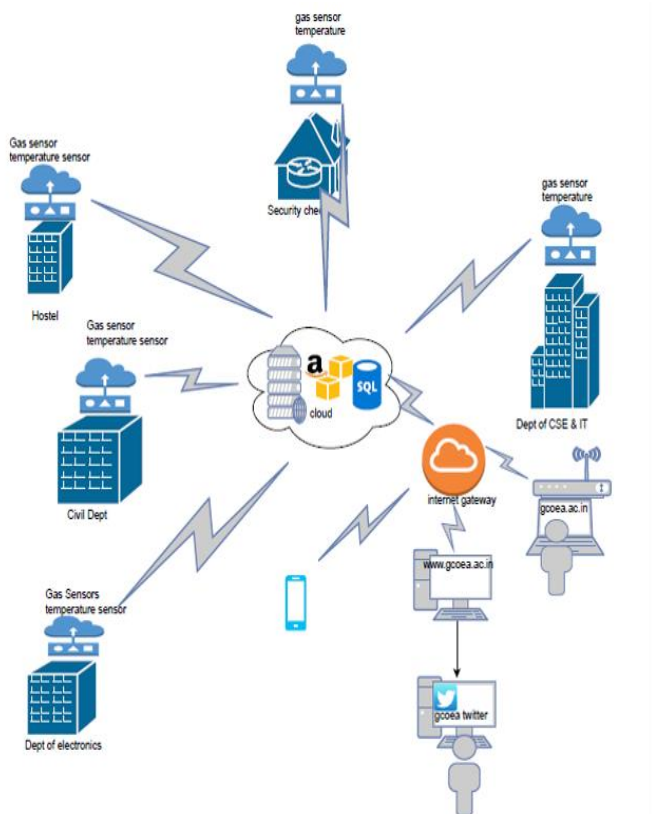 gas sensor
temperature
Gas sensor
temperature sensor
Security che
gas sensor
temperature
Hostel
Gas sensor
temperature sensor
a
SQL
cloud
Dept of CSE & IT
Civil Dept
internet gateway
gcoea.ac.in
www.gcoea.ac.in
Gas Sensors
temperature sensor
gcoea twitter
Dept of electronics